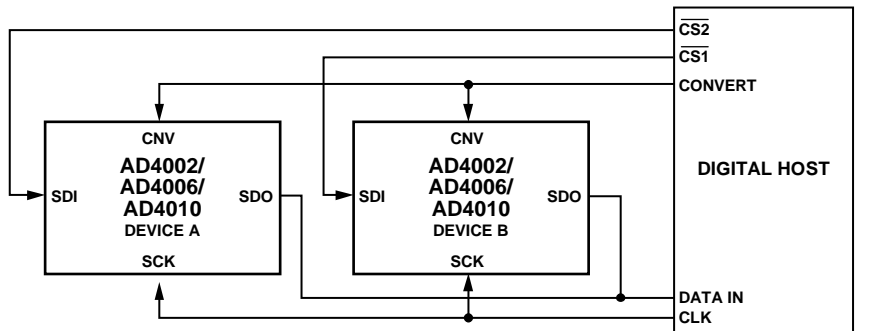 CS2
CS1
CONVERT
DIGITAL HOST
DATA IN
CLK
CNV
AD4002/
AD4006/
AD4010
DEVICE A
SDI
SDO
SCK
CNV
AD4002/
AD4006/
AD4010
DEVICE B
SDI
SDO
SCK